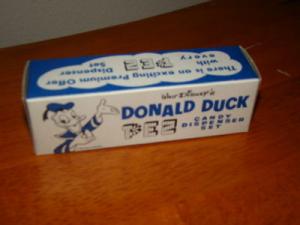 There is an exciting Premium Offer
with PEZ Dispenser
every Set
Walt Disney's
DONALD DUCK
PEZ CANDY
DISPENSER
SET